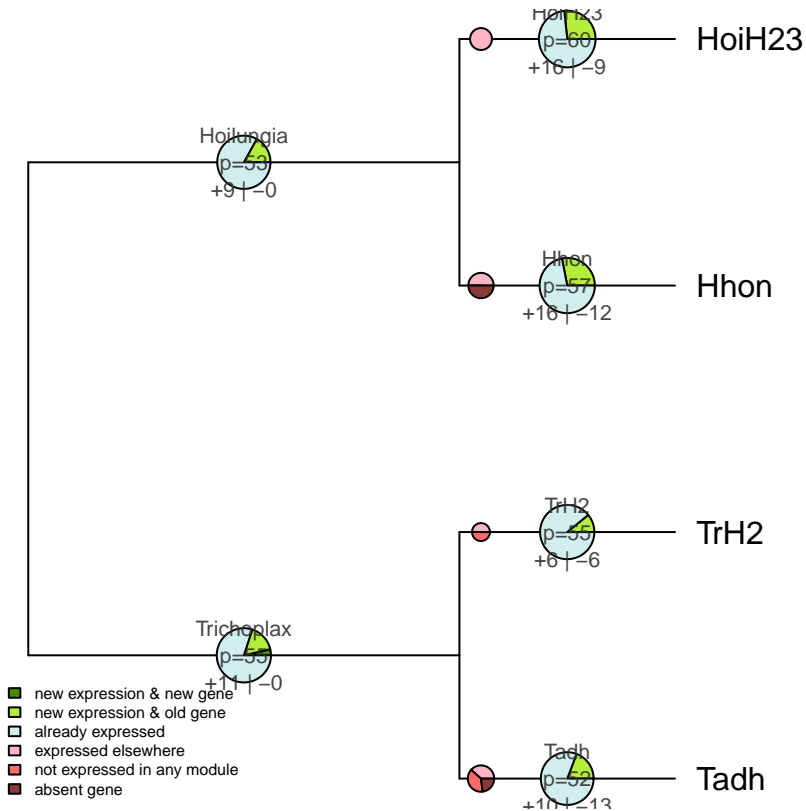 HoiH23
p=60
+16 | −9
HoiH23
Hoilungia
p=53
+9 | −0
Hhon
p=57
+16 | −12
Hhon
TrH2
p=55
+6 | −6
TrH2
Trichoplax
p=55
+11 | −0
new expression & new gene
new expression & old gene
already expressed
expressed elsewhere
not expressed in any module
absent gene
Tadh
p=52
+10 | −13
Tadh